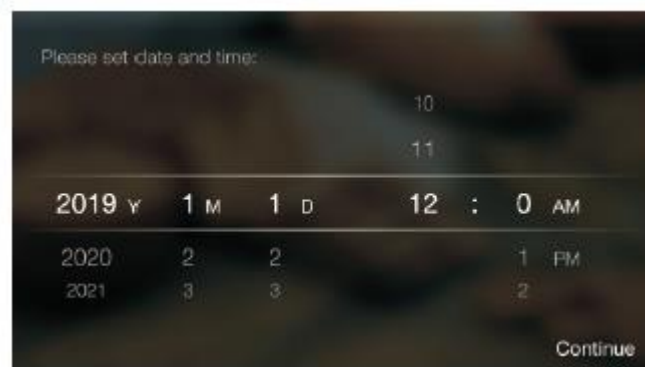 Please set date and time:
10
11
2019 Y 1 M 1 D 12 : 0 AM
2020 2 2 1 PM
2021 3 3 2
Continue